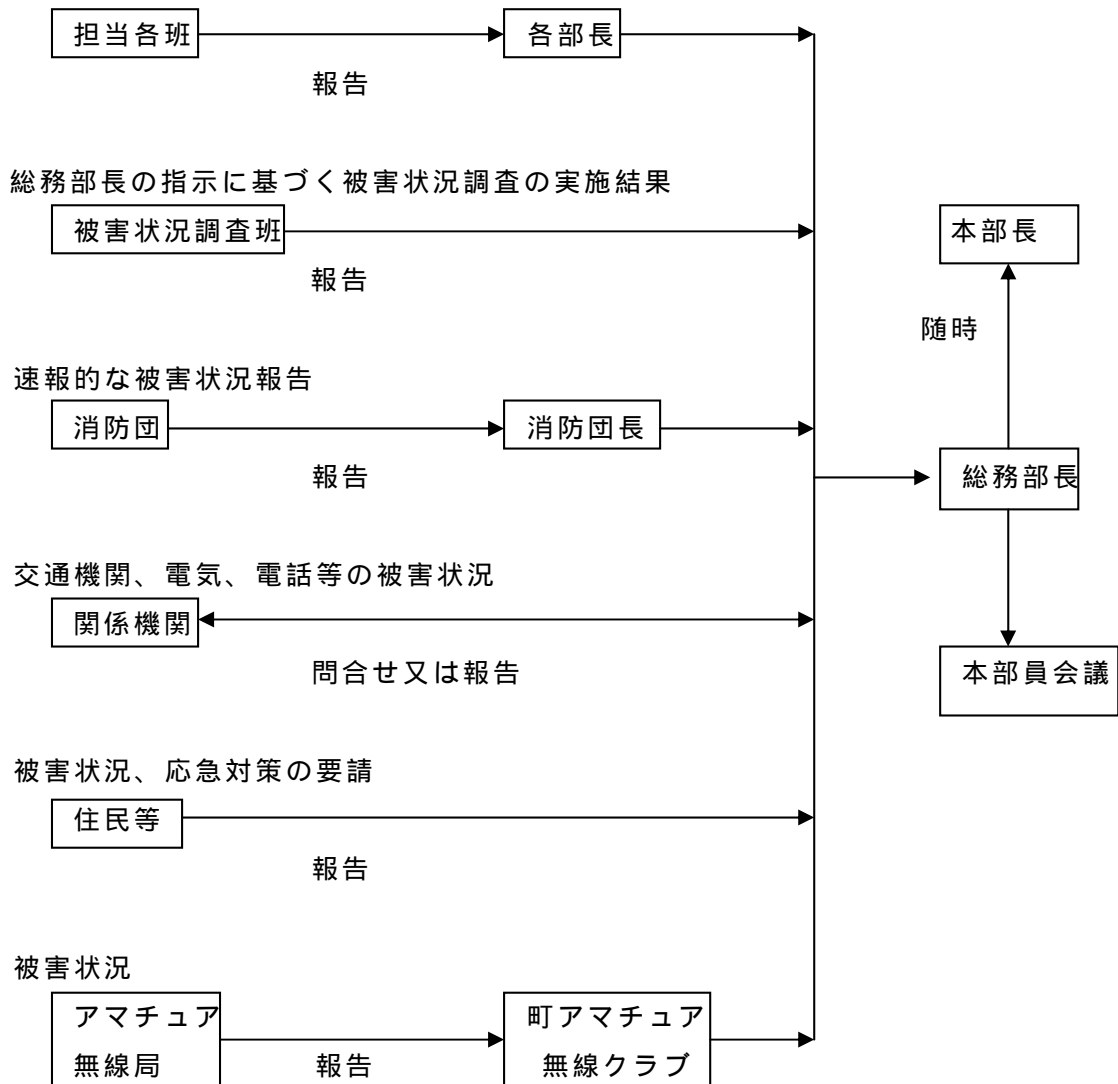 担当各班
各部長
報告
総務部長の指示に基づく被害状況調査の実施結果
被害状況調査班
本部長
報告
随時
速報的な被害状況報告
消防団
消防団長
報告
総務部長
交通機関、電気、電話等の被害状況
関係機関
問合せ又は報告
本部員会議
被害状況、応急対策の要請
住民等
報告
被害状況
アマチュア
無線局
報告
町アマチュア
無線クラブ